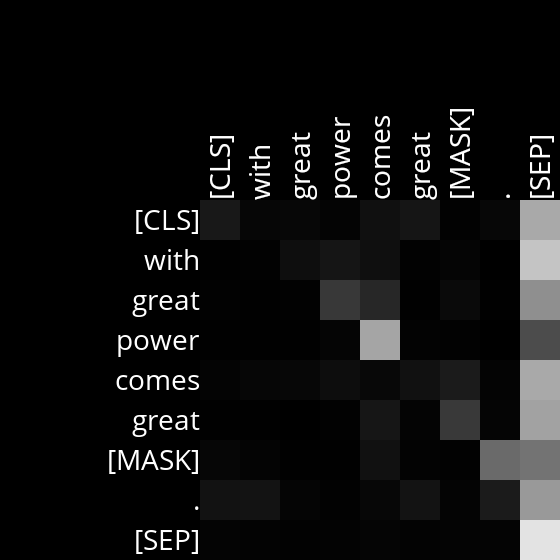 [CLS] with great power comes great [MASK] . [SEP]
[CLS]
with
great
power
comes
great
[MASK]
.
[SEP]